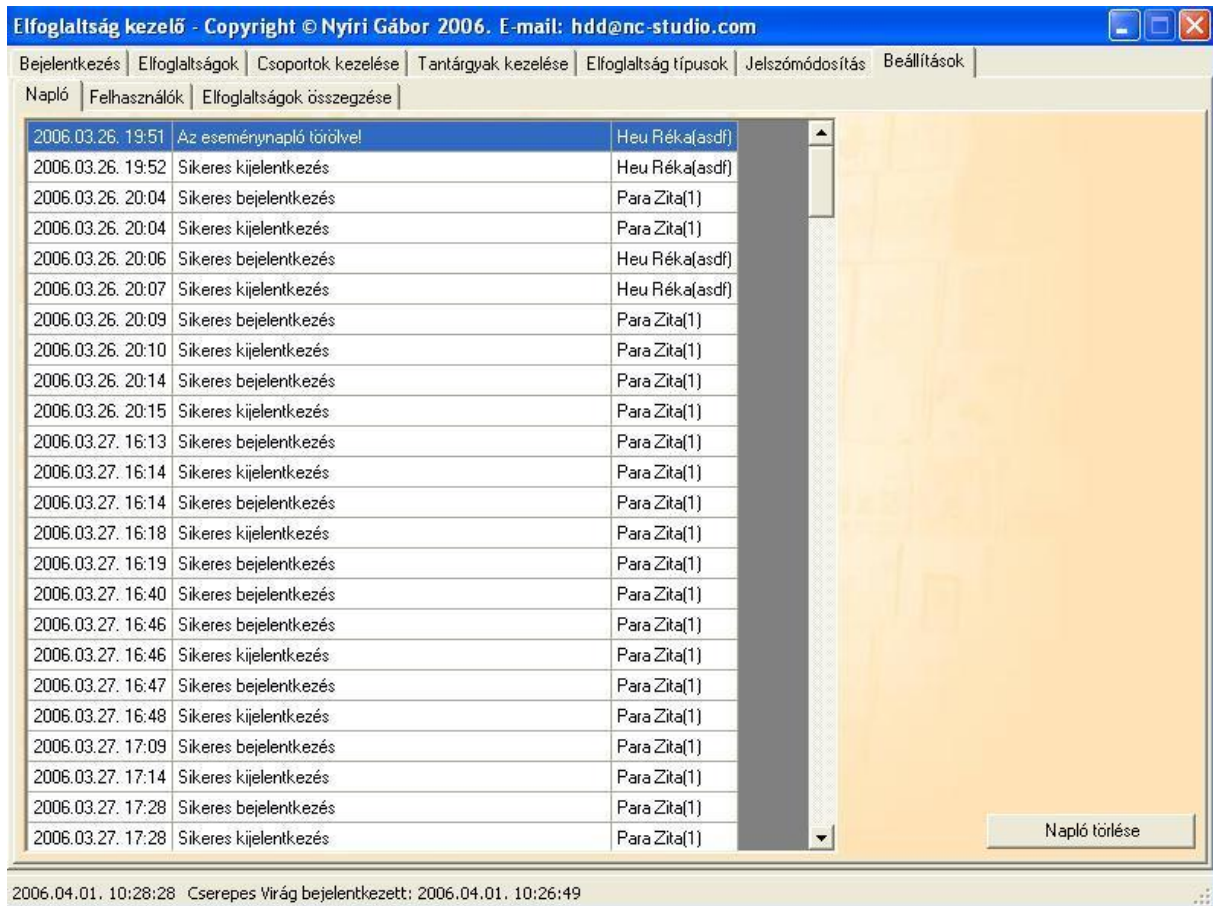 Elfoglaltság kezelő - Copyright © Nyíri Gábor 2006. E-mail: hdd@nc-studio.com
Bejelentkezés Elfoglaltságok Csoportok kezelése Tantárgyak kezelése Elfoglaltság típusok Jelszómódosítás Beállítások
Napló Felhasználók Elfoglaltságok összegzése
2006.03.26. 19:51 Az eseménynapló törölve! Heu Réka(asdf)
2006.03.26. 19:52 Sikeres kijelentkezés Heu Réka(asdf)
2006.03.26. 20:04 Sikeres bejelentkezés Para Zita(1)
2006.03.26. 20:04 Sikeres kijelentkezés Para Zita(1)
2006.03.26. 20:06 Sikeres bejelentkezés Heu Réka(asdf)
2006.03.26. 20:07 Sikeres kijelentkezés Heu Réka(asdf)
2006.03.26. 20:09 Sikeres bejelentkezés Para Zita(1)
2006.03.26. 20:10 Sikeres kijelentkezés Para Zita(1)
2006.03.26. 20:14 Sikeres bejelentkezés Para Zita(1)
2006.03.26. 20:15 Sikeres kijelentkezés Para Zita(1)
2006.03.27. 16:13 Sikeres bejelentkezés Para Zita(1)
2006.03.27. 16:14 Sikeres kijelentkezés Para Zita(1)
2006.03.27. 16:14 Sikeres bejelentkezés Para Zita(1)
2006.03.27. 16:18 Sikeres kijelentkezés Para Zita(1)
2006.03.27. 16:19 Sikeres bejelentkezés Para Zita(1)
2006.03.27. 16:40 Sikeres bejelentkezés Para Zita(1)
2006.03.27. 16:46 Sikeres bejelentkezés Para Zita(1)
2006.03.27. 16:46 Sikeres kijelentkezés Para Zita(1)
2006.03.27. 16:47 Sikeres bejelentkezés Para Zita(1)
2006.03.27. 16:48 Sikeres kijelentkezés Para Zita(1)
2006.03.27. 17:09 Sikeres bejelentkezés Para Zita(1)
2006.03.27. 17:14 Sikeres kijelentkezés Para Zita(1)
2006.03.27. 17:28 Sikeres bejelentkezés Para Zita(1)
2006.03.27. 17:28 Sikeres kijelentkezés Para Zita(1)
Napló törlése
2006.04.01. 10:28:28 Cserepes Virág bejelentkezett: 2006.04.01. 10:26:49